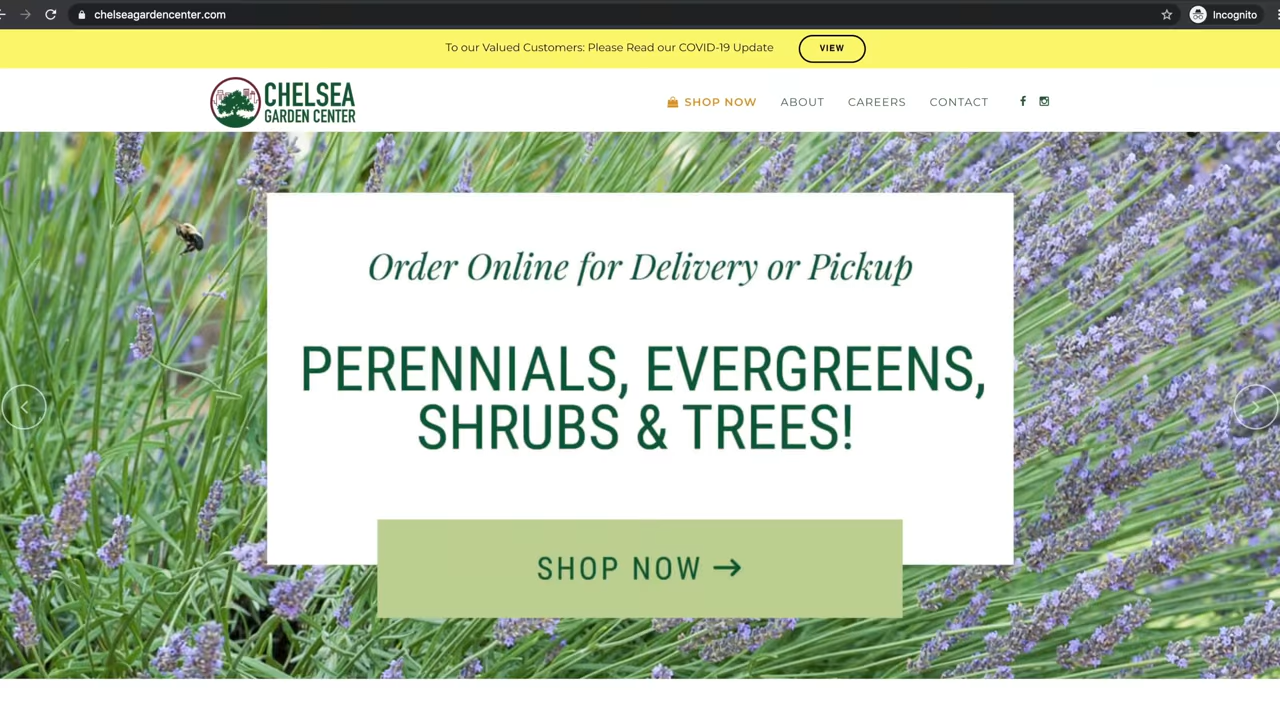 chelseagardencenter.com
Incognito
To our Valued Customers: Please Read our COVID-19 Update
VIEW
CHELSEA
GARDEN CENTER
SHOP NOW
ABOUT
CAREERS
CONTACT
Order Online for Delivery or Pickup
PERENNIALS, EVERGREENS,
SHRUBS & TREES!
SHOP NOW →